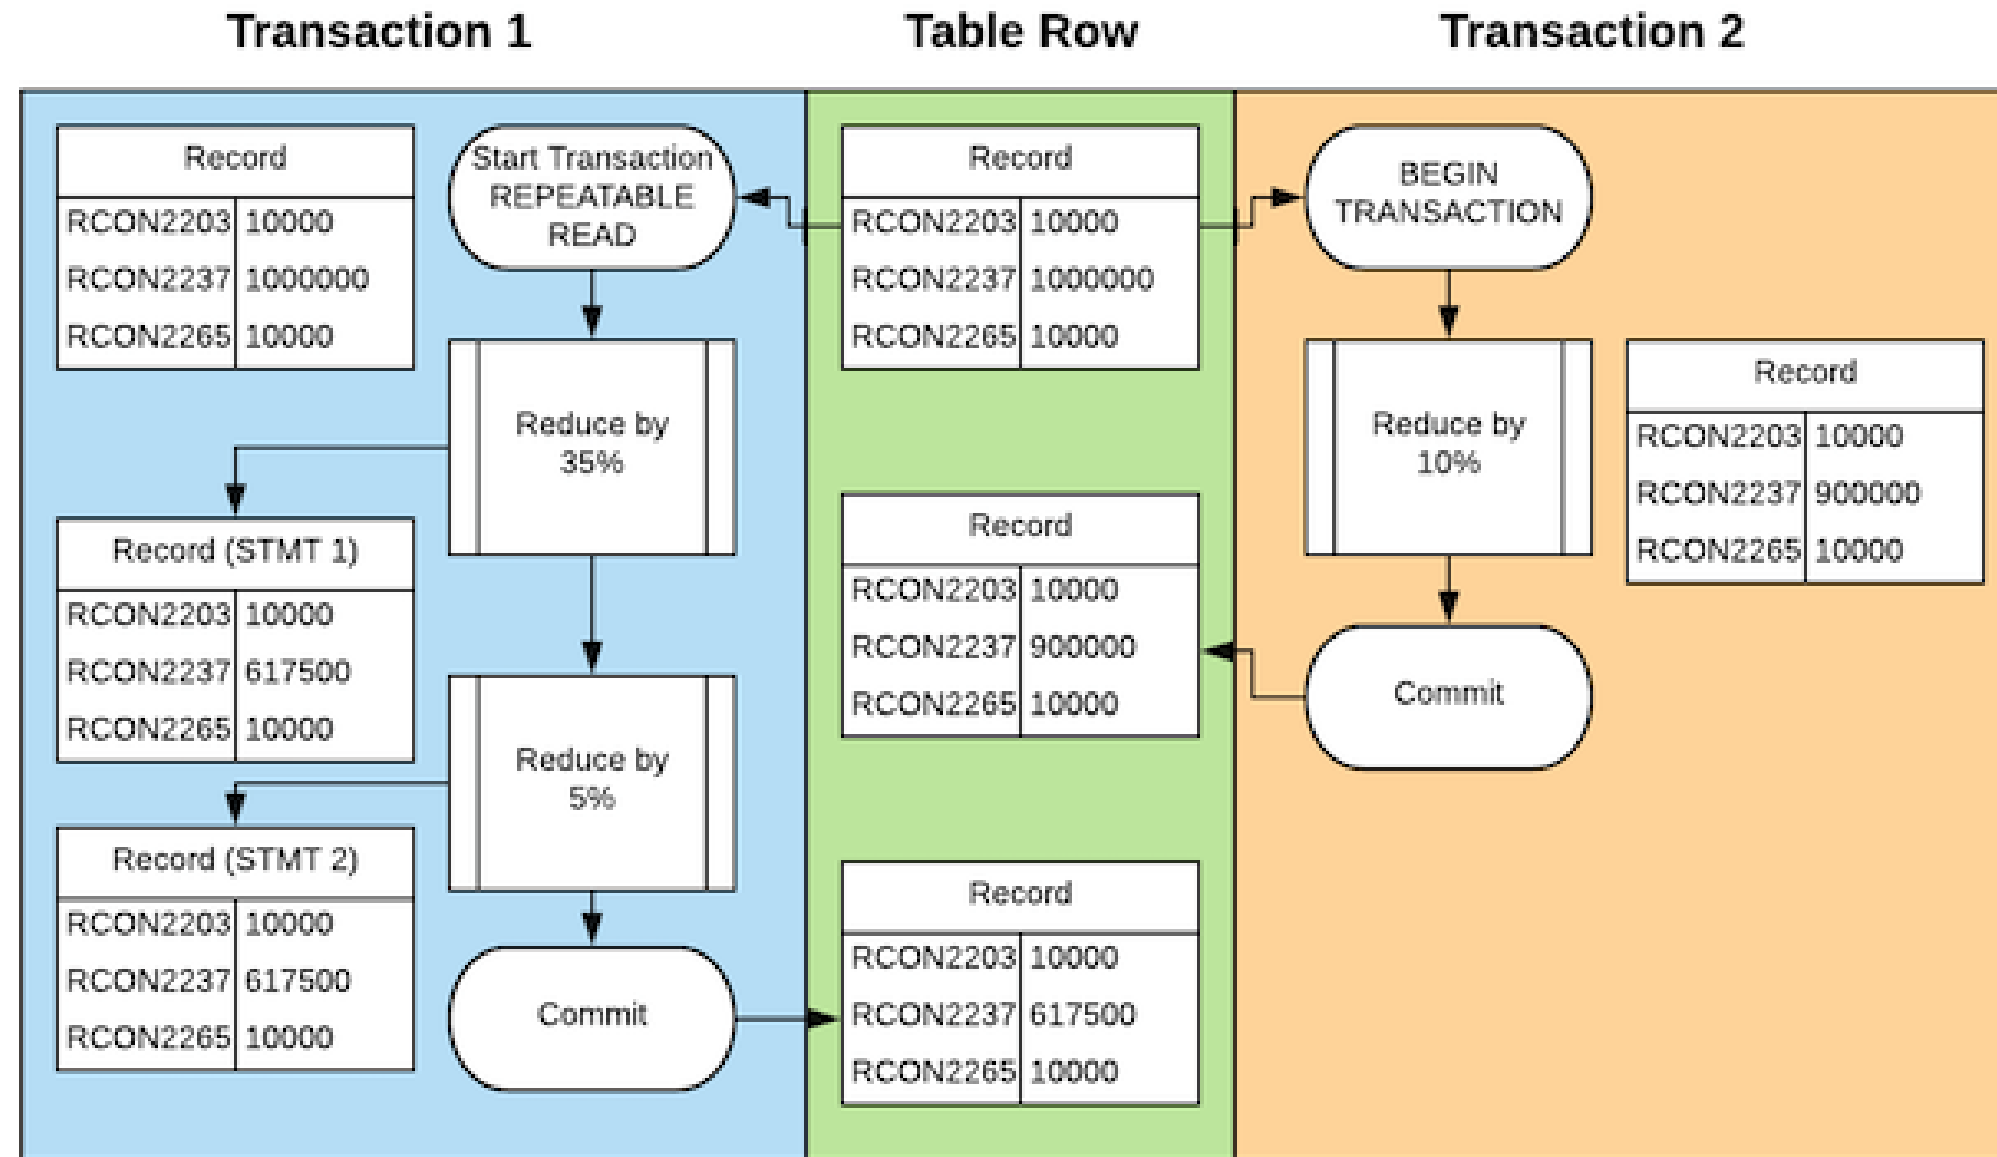 Transaction 1
Table Row
Transaction 2
Record
RCON2203 10000
RCON2237 1000000
RCON2265 10000
Start Transaction
REPEATABLE
READ
Reduce by
35%
Record (STMT 1)
RCON2203 10000
RCON2237 617500
RCON2265 10000
Reduce by
5%
Record (STMT 2)
RCON2203 10000
RCON2237 617500
RCON2265 10000
Commit
Record
RCON2203 10000
RCON2237 1000000
RCON2265 10000
Record
RCON2203 10000
RCON2237 900000
RCON2265 10000
Record
RCON2203 10000
RCON2237 617500
RCON2265 10000
BEGIN
TRANSACTION
Reduce by
10%
Record
RCON2203 10000
RCON2237 900000
RCON2265 10000
Commit